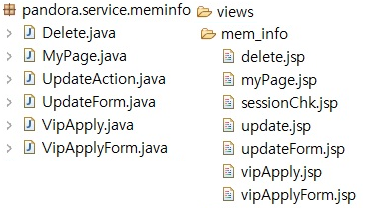 pandora.service.meminfo
Delete.java
MyPage.java
UpdateAction.java
UpdateForm.java
VipApply.java
VipApplyForm.java
views
mem_info
delete.jsp
myPage.jsp
sessionChk.jsp
update.jsp
updateForm.jsp
vipApply.jsp
vipApplyForm.jsp